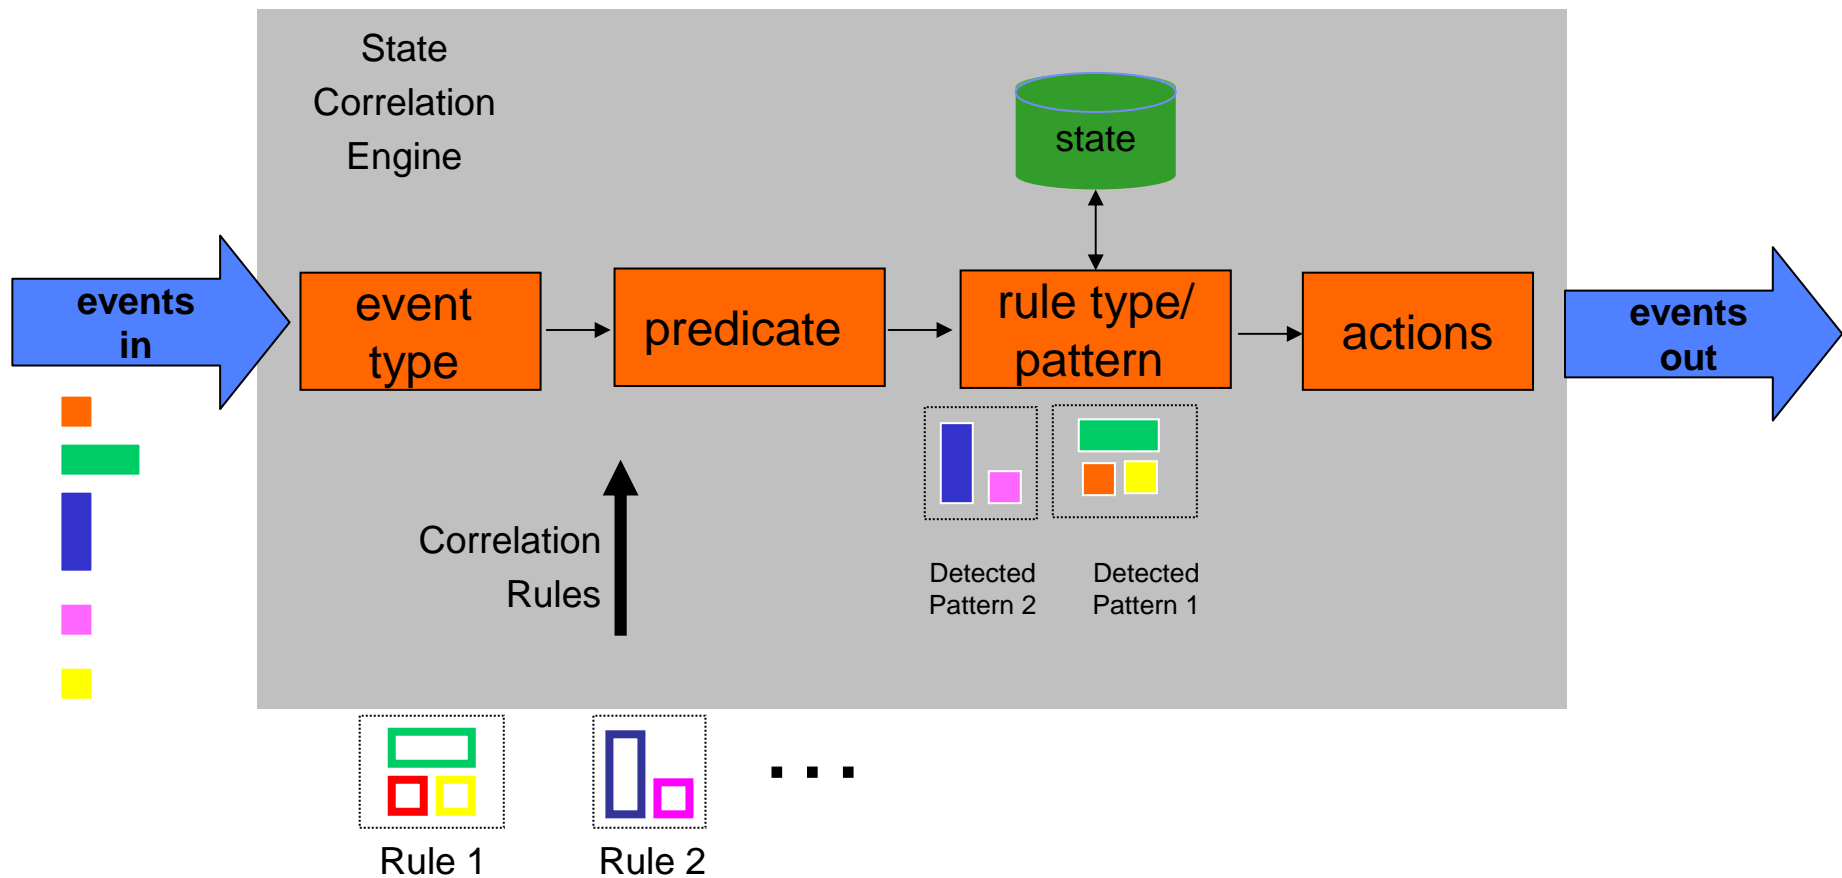 State
Correlation
Engine
state
events
in
event
type
predicate
rule type/
pattern
actions
events
out
Correlation
Rules
Detected
Pattern 2
Detected
Pattern 1
. . .
Rule 1
Rule 2